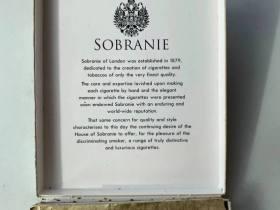 SOBRANIE
Sobranie of London was established in 1879,
dedicated to the creation of cigarettes and
tobaccos of only the very finest quality.
The care and expertise lavished upon making
each cigarette by hand and the elegant
manner in which the cigarettes were presented
soon endowed Sobranie with an enduring and
world-wide reputation.
That same concern for quality and style
characterises to this day the continuing desire of the
House of Sobranie to offer, for the pleasure of the
discriminating smoker, a range of truly distinctive
and luxurious cigarettes.